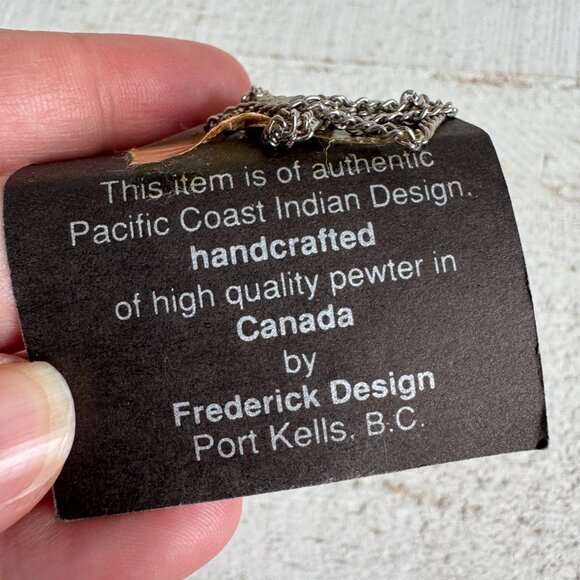 This item is of authentic
Pacific Coast Indian Design.
handcrafted
of high quality pewter in
Canada
by
Frederick Design
Port Kells, B.C.